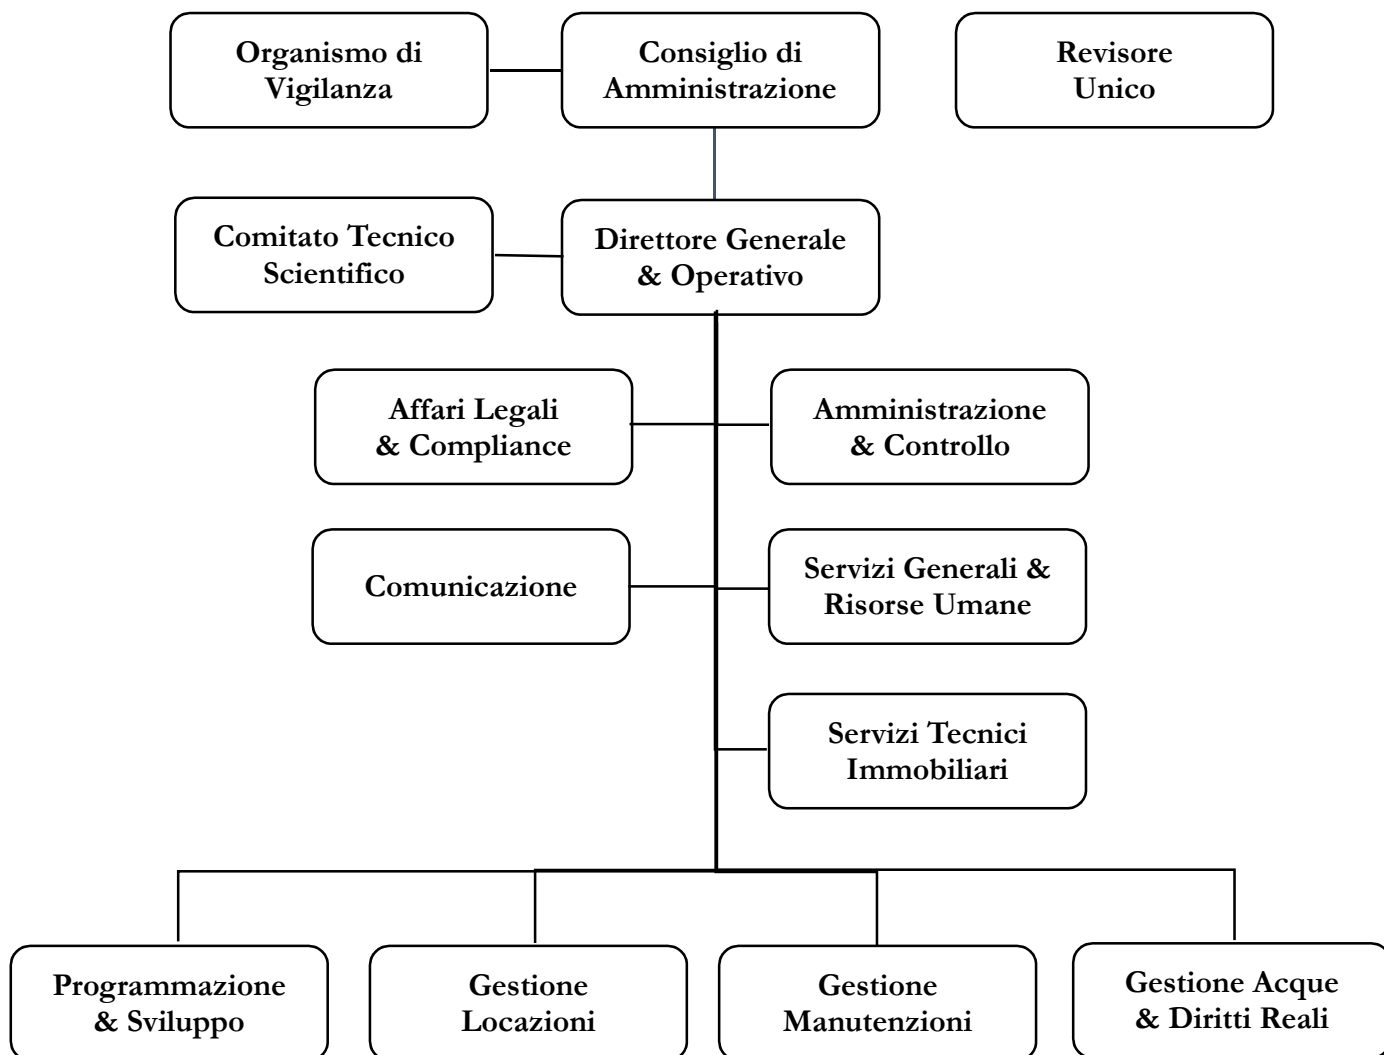 Organismo di
Vigilanza
Consiglio di
Amministrazione
Revisore
Unico
Comitato Tecnico
Scientifico
Direttore Generale
& Operativo
Affari Legali
& Compliance
Amministrazione
& Controllo
Comunicazione
Servizi Generali &
Risorse Umane
Servizi Tecnici
Immobiliari
Programmazione
& Sviluppo
Gestione
Locazioni
Gestione
Manutenzioni
Gestione Acque
& Diritti Reali